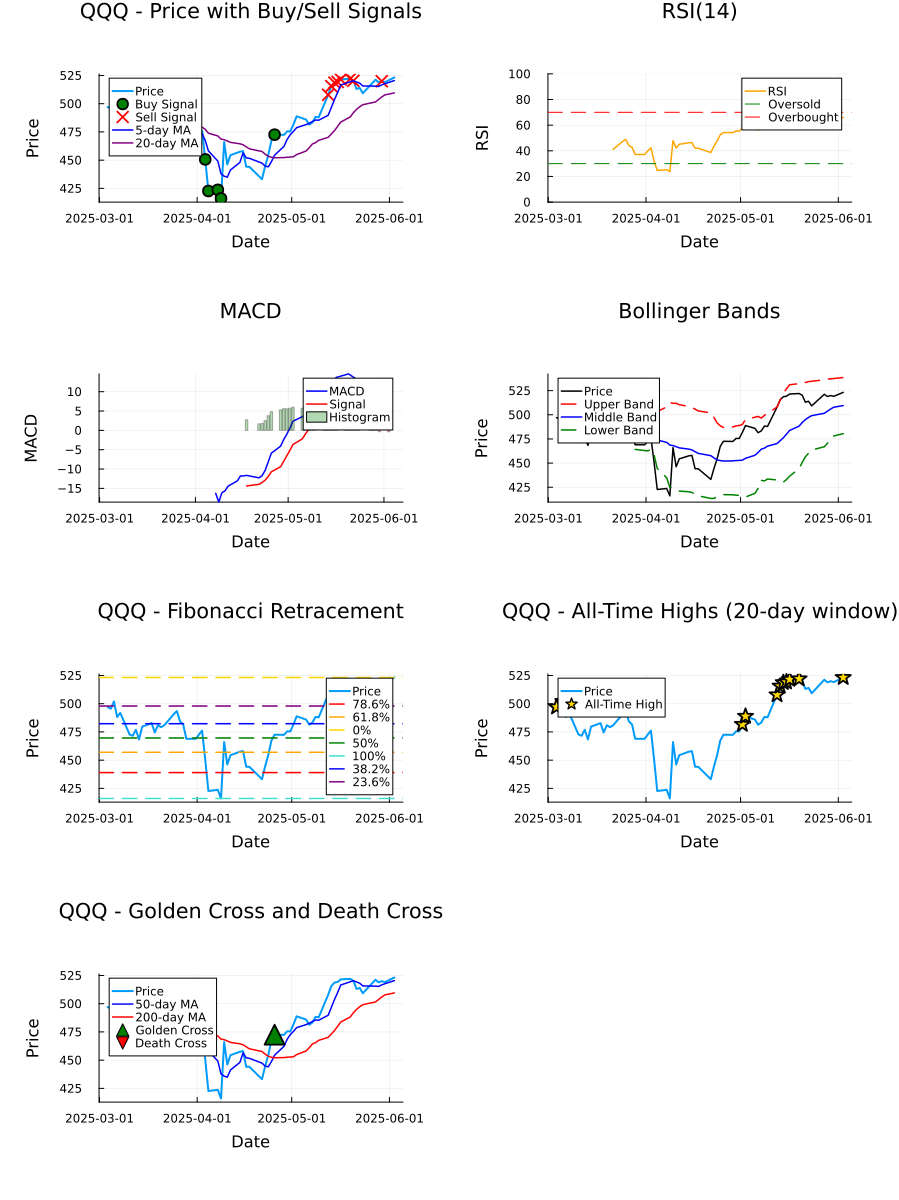 QQQ - Price with Buy/Sell Signals
Price
525
500
475
450
425
Price
Buy Signal
Sell Signal
5-day MA
20-day MA
2025-03-01
2025-04-01
2025-05-01
2025-06-01
Date
RSI(14)
RSI
100
80
60
40
20
0
RSI
Oversold
Overbought
2025-03-01
2025-04-01
2025-05-01
2025-06-01
Date
MACD
MACD
10
5
0
−5
−10
−15
MACD
Signal
Histogram
2025-03-01
2025-04-01
2025-05-01
2025-06-01
Date
Bollinger Bands
Price
525
500
475
450
425
Price
Upper Band
Middle Band
Lower Band
2025-03-01
2025-04-01
2025-05-01
2025-06-01
Date
QQQ - Fibonacci Retracement
Price
525
500
475
450
425
Price
78.6%
61.8%
0%
50%
100%
38.2%
23.6%
2025-03-01
2025-04-01
2025-05-01
2025-06-01
Date
QQQ - All-Time Highs (20-day window)
Price
525
500
475
450
425
Price
All-Time High
2025-03-01
2025-04-01
2025-05-01
2025-06-01
Date
QQQ - Golden Cross and Death Cross
Price
525
500
475
450
425
Price
50-day MA
200-day MA
Golden Cross
Death Cross
2025-03-01
2025-04-01
2025-05-01
2025-06-01
Date